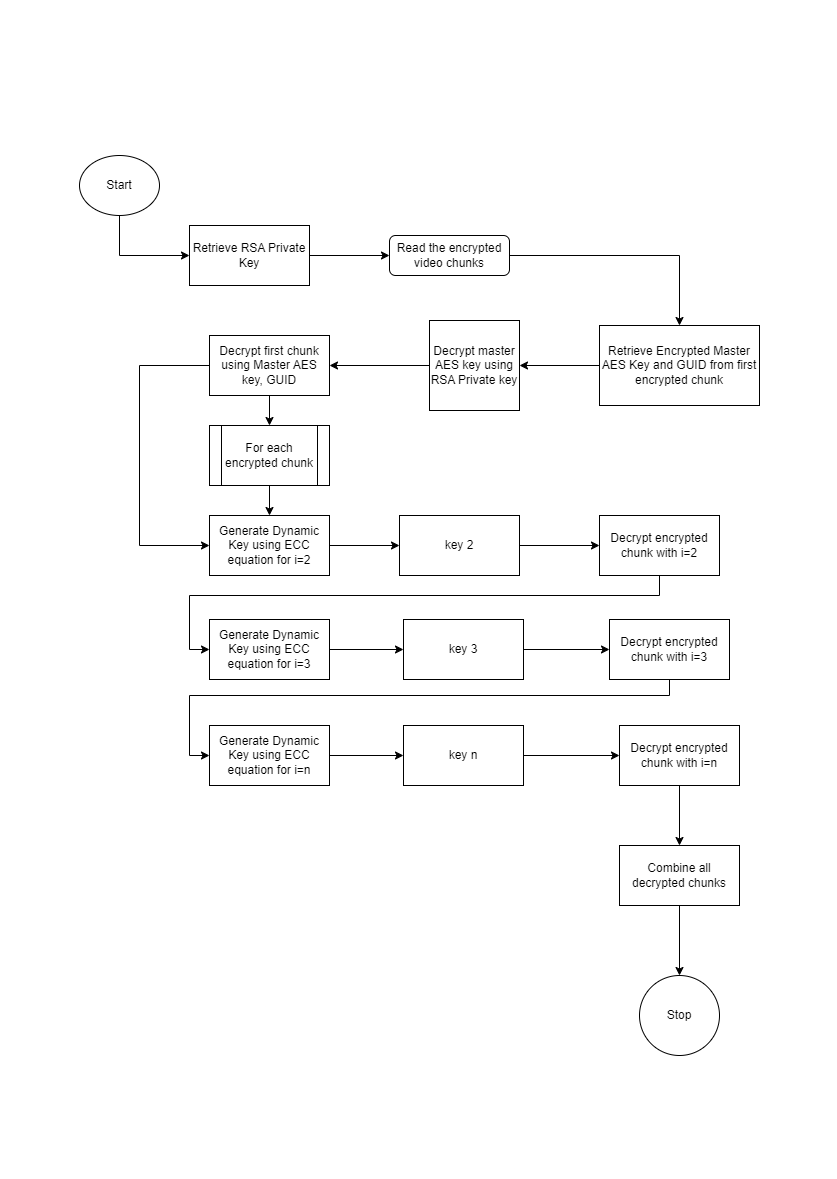 Start
Retrieve RSA Private
Key
Read the encrypted
video chunks
Retrieve Encrypted Master
AES Key and GUID from first
encrypted chunk
Decrypt master
AES key using
RSA Private key
Decrypt first chunk
using Master AES
key, GUID
For each
encrypted chunk
Generate Dynamic
Key using ECC
equation for i=2
key 2
Decrypt encrypted
chunk with i=2
Generate Dynamic
Key using ECC
equation for i=3
key 3
Decrypt encrypted
chunk with i=3
Generate Dynamic
Key using ECC
equation for i=n
key n
Decrypt encrypted
chunk with i=n
Combine all
decrypted chunks
Stop